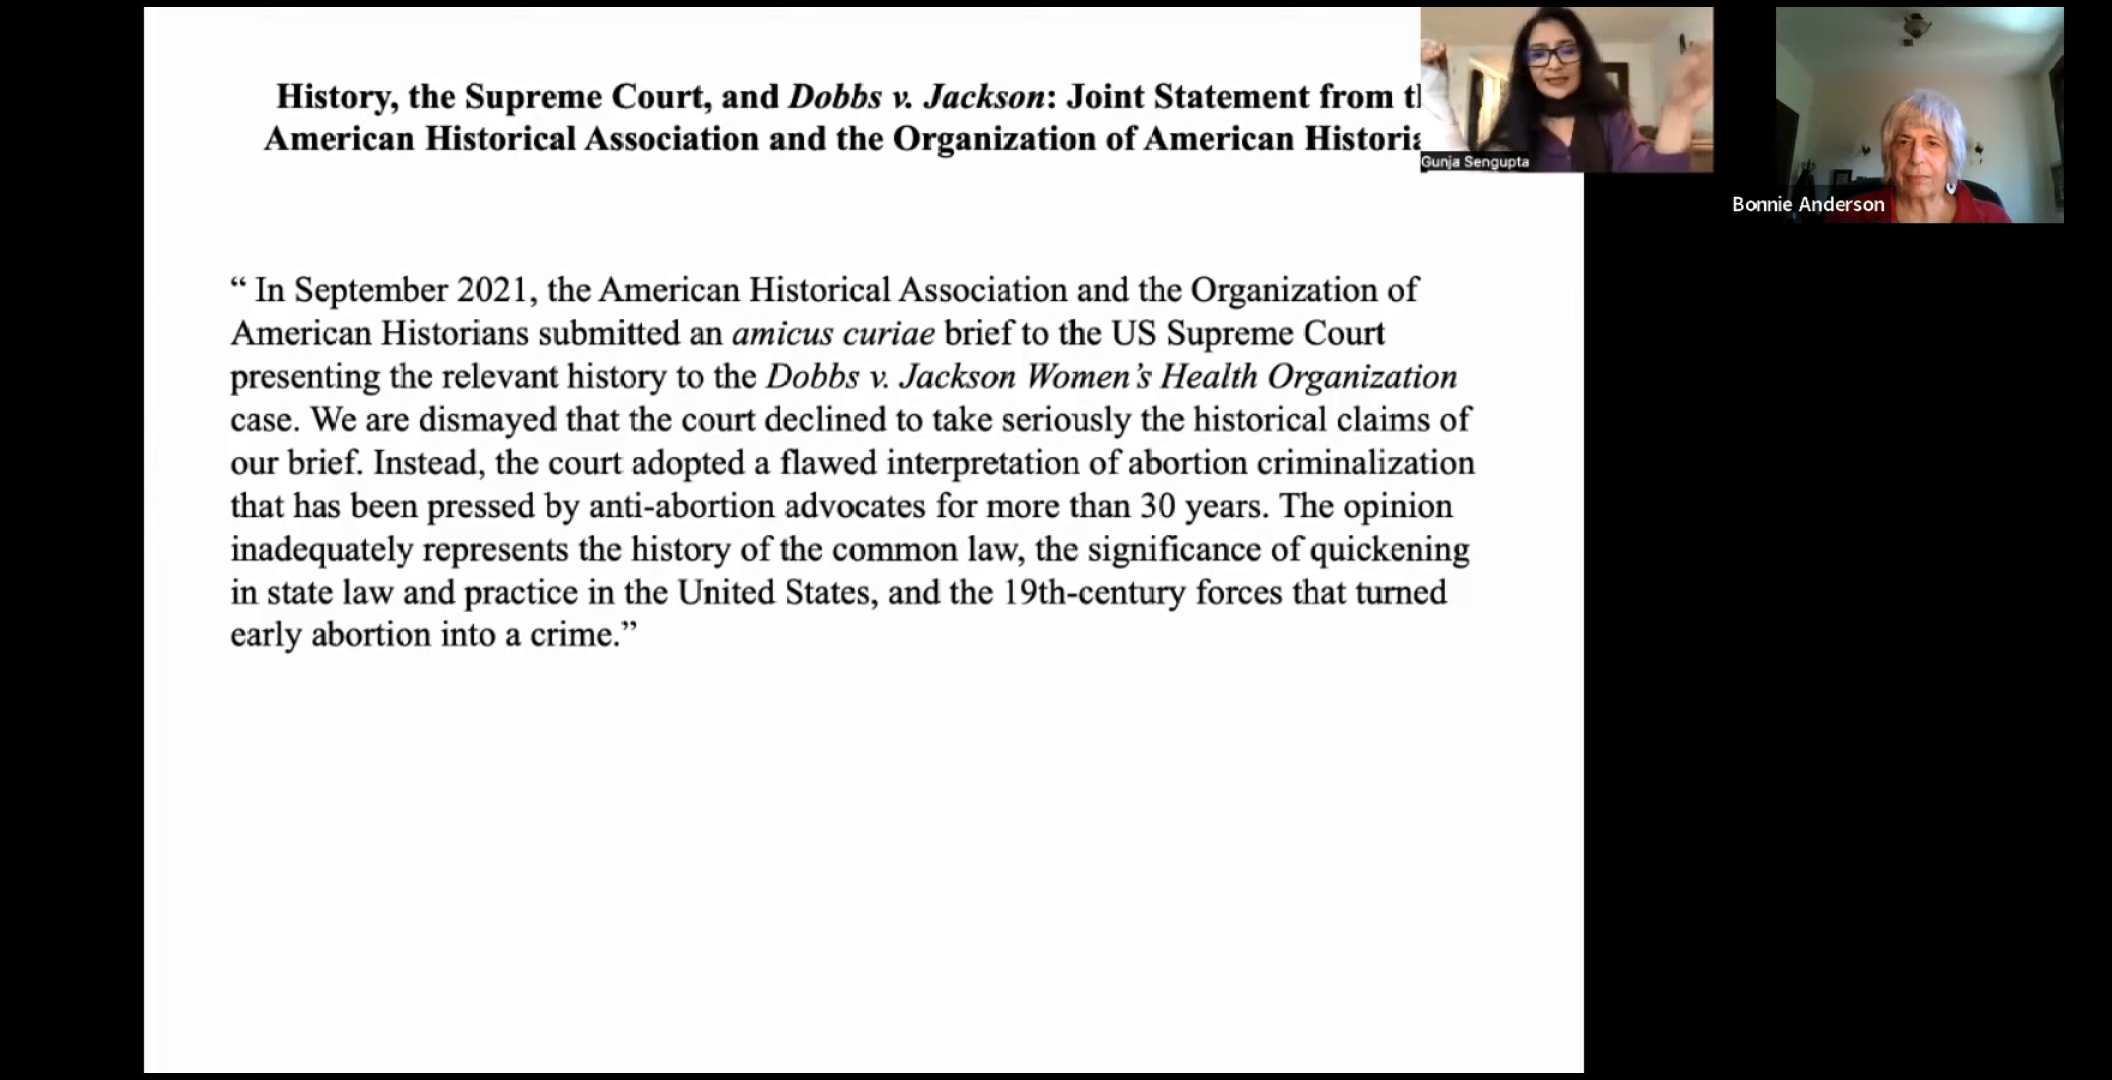 History, the Supreme Court, and Dobbs v. Jackson: Joint Statement from
American Historical Association and the Organization of American
Gunja Sengupta
Bonnie Anderson
“ In September 2021, the American Historical Association and the Organization of
American Historians submitted an amicus curiae brief to the US Supreme Court
presenting the relevant history to the Dobbs v. Jackson Women’s Health Organization
case. We are dismayed that the court declined to take seriously the historical claims of
our brief. Instead, the court adopted a flawed interpretation of abortion criminalization
that has been pressed by anti-abortion advocates for more than 30 years. The opinion
inadequately represents the history of the common law, the significance of quickening
in state law and practice in the United States, and the 19th-century forces that turned
early abortion into a crime.”